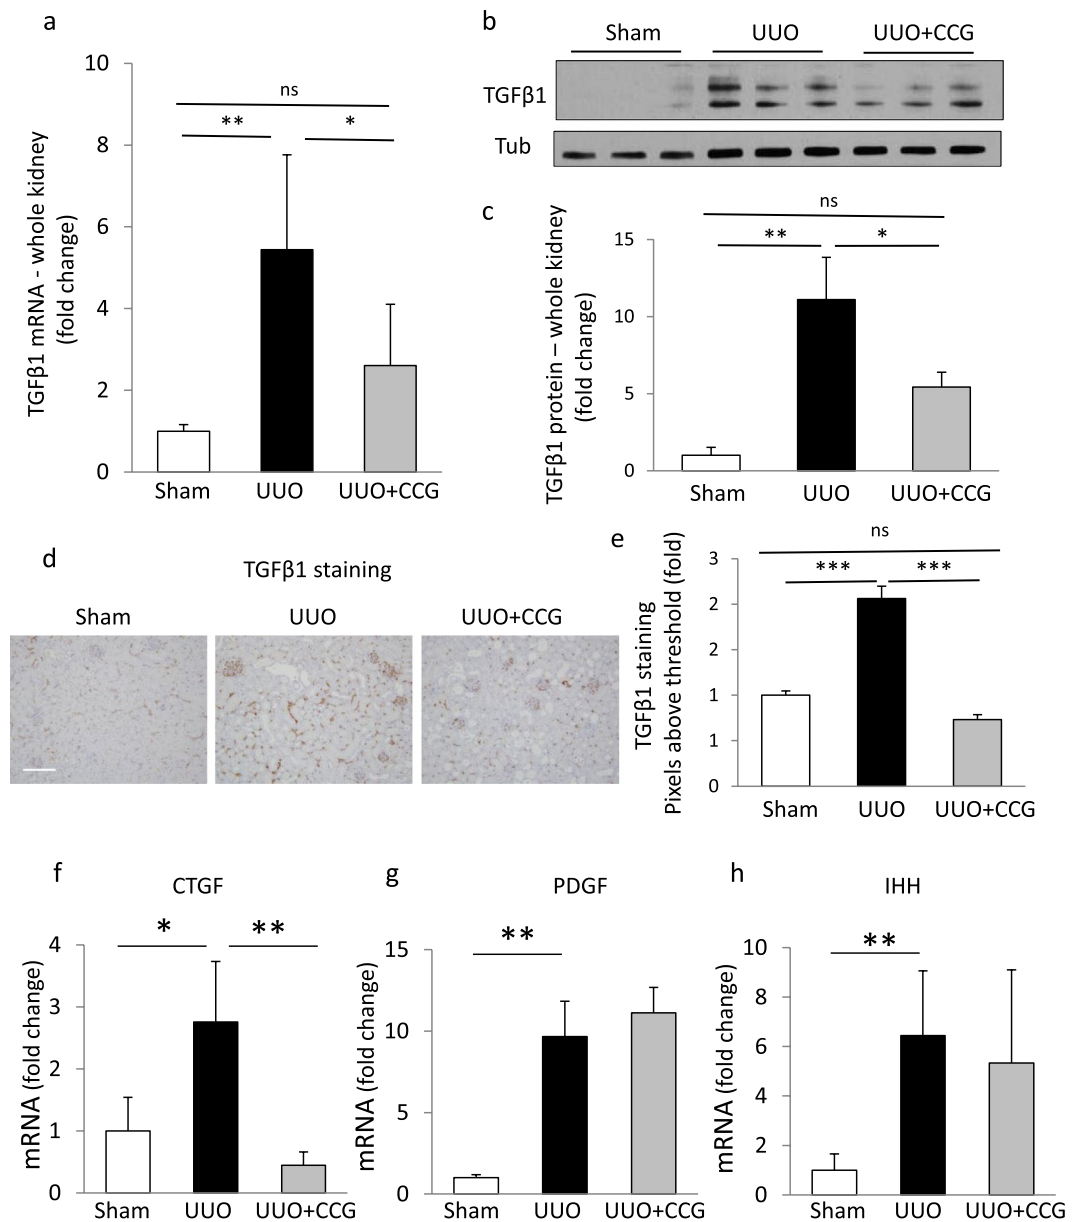 a
TGFβ1 mRNA - whole kidney
(fold change)
10
8
6
4
2
0
ns
**
*
Sham UUO UUO+CCG
b
Sham UUO UUO+CCG
TGFβ1
Tub
c
TGFβ1 protein – whole kidney
(fold change)
15
10
5
0
ns
**
*
Sham UUO UUO+CCG
d
TGFβ1 staining
Sham UUO UUO+CCG
e
TGFβ1 staining
Pixels above threshold (fold)
3
2
2
1
1
0
ns
***
***
Sham UUO UUO+CCG
f
CTGF
mRNA (fold change)
4
3
2
1
0
*
**
Sham UUO UUO+CCG
g
PDGF
mRNA (fold change)
15
10
5
0
**
Sham UUO UUO+CCG
h
IHH
mRNA (fold change)
10
8
6
4
2
0
**
Sham UUO UUO+CCG